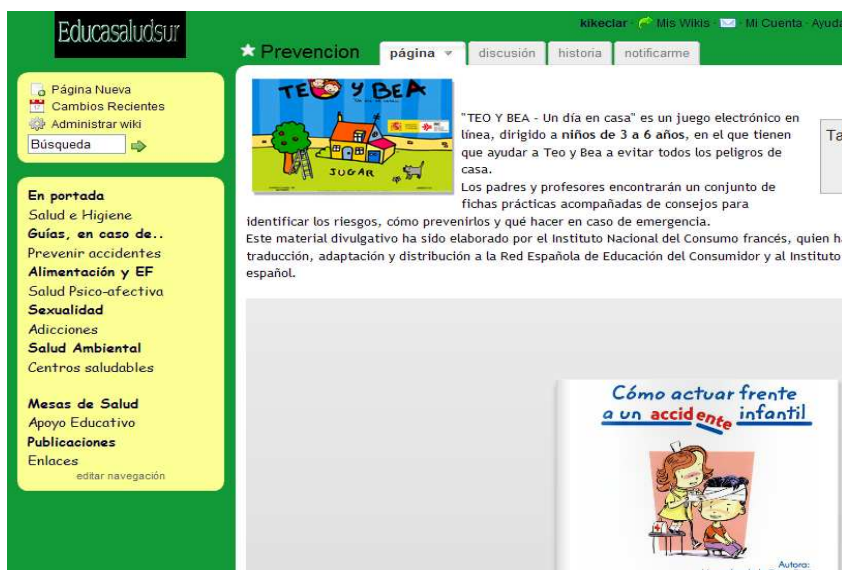 Educasaludsur
kikeclar · Mis Wikis · Mi Cuenta · Ayuda
Prevencion
página
discusión
historia
notificarme
Página Nueva
Cambios Recientes
Administrar wiki
Búsqueda
En portada
Salud e Higiene
Guías, en caso de..
Prevenir accidentes
Alimentación y EF
Salud Psico-afectiva
Sexualidad
Adicciones
Salud Ambiental
Centros saludables
Mesas de Salud
Apoyo Educativo
Publicaciones
Enlaces
editar navegación
TEO Y BEA
JUGAR
"TEO Y BEA - Un día en casa" es un juego electrónico en
línea, dirigido a niños de 3 a 6 años, en el que tienen
que ayudar a Teo y Bea a evitar todos los peligros de
casa.
Los padres y profesores encontrarán un conjunto de
fichas prácticas acompañadas de consejos para
identificar los riesgos, cómo prevenirlos y qué hacer en caso de emergencia.
Este material divulgativo ha sido elaborado por el Instituto Nacional del Consumo francés, quien h
traducción, adaptación y distribución a la Red Española de Educación del Consumidor y al Instituto
español.
Ta
Cómo actuar frente
a un accidente infantil
Autora: